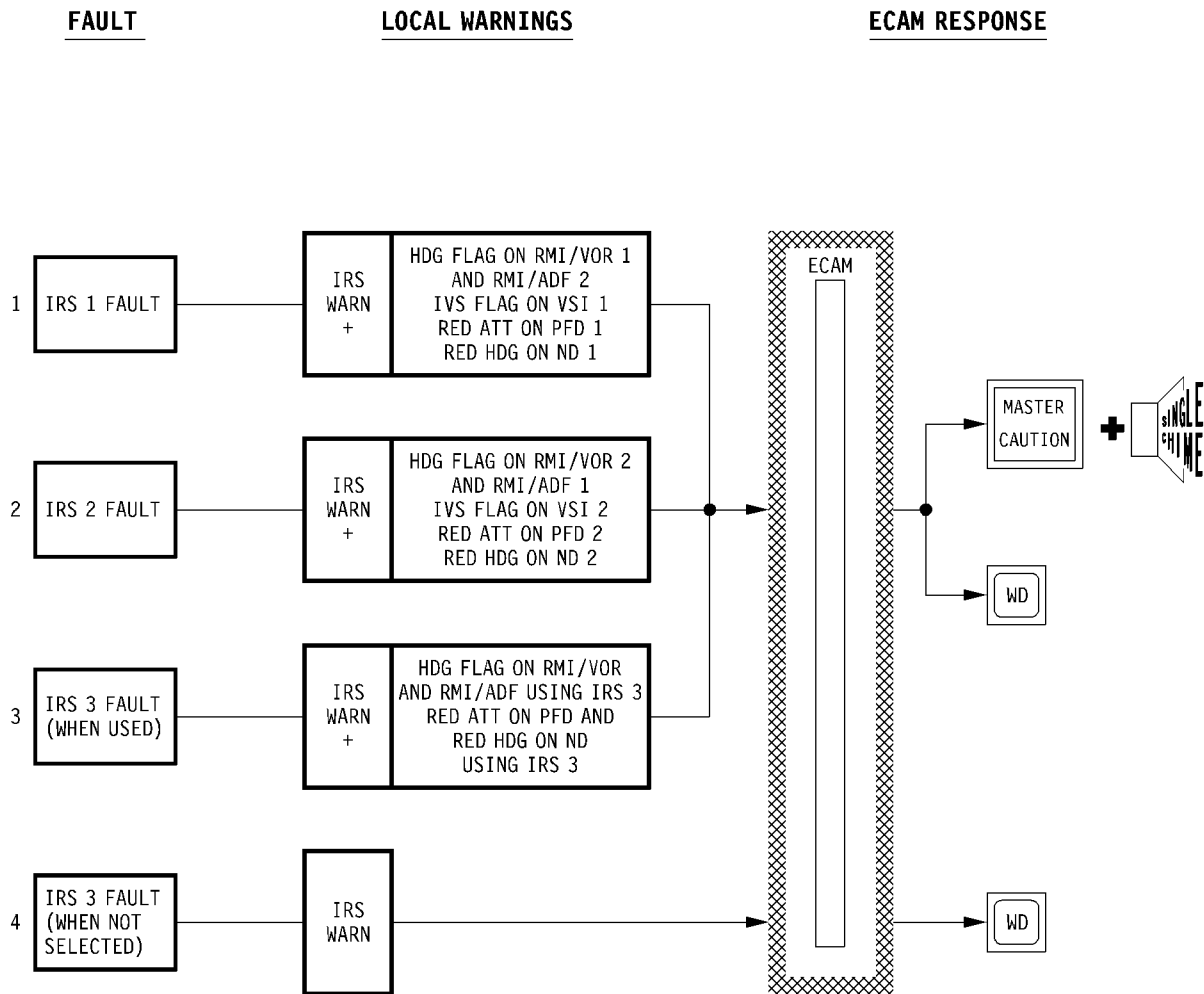 FAULT
LOCAL WARNINGS
ECAM RESPONSE
1
IRS 1 FAULT
IRS
WARN
+
HDG FLAG ON RMI/VOR 1
AND RMI/ADF 2
IVS FLAG ON VSI 1
RED ATT ON PFD 1
RED HDG ON ND 1
2
IRS 2 FAULT
IRS
WARN
+
HDG FLAG ON RMI/VOR 2
AND RMI/ADF 1
IVS FLAG ON VSI 2
RED ATT ON PFD 2
RED HDG ON ND 2
3
IRS 3 FAULT
(WHEN USED)
IRS
WARN
+
HDG FLAG ON RMI/VOR
AND RMI/ADF USING IRS 3
RED ATT ON PFD AND
RED HDG ON ND
USING IRS 3
4
IRS 3 FAULT
(WHEN NOT
SELECTED)
IRS
WARN
ECAM
MASTER
CAUTION
+
SINGLE
CHIME
WD
WD